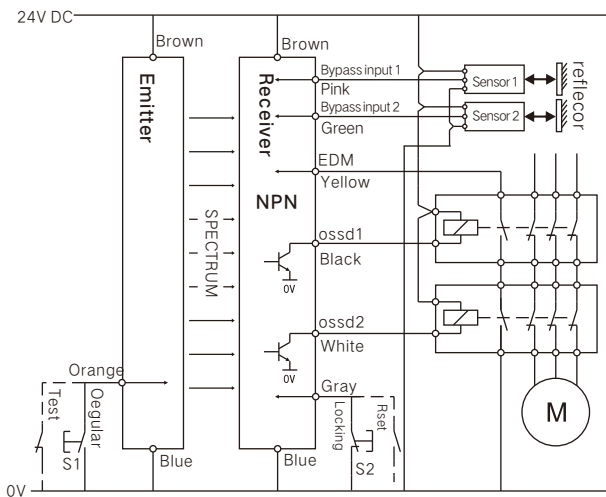 24V DC
Brown
Brown
Emitter
Receiver
Bypass input 1
Pink
Bypass input 2
Green
Sensor 1
Sensor 2
reflecor
EDM
Yellow
NPN
SPECTRUM
ossd1
Black
0V
ossd2
White
0V
Orange
Gray
Test
Oegular
S1
Locking
Rset
S2
Blue
Blue
M
0V